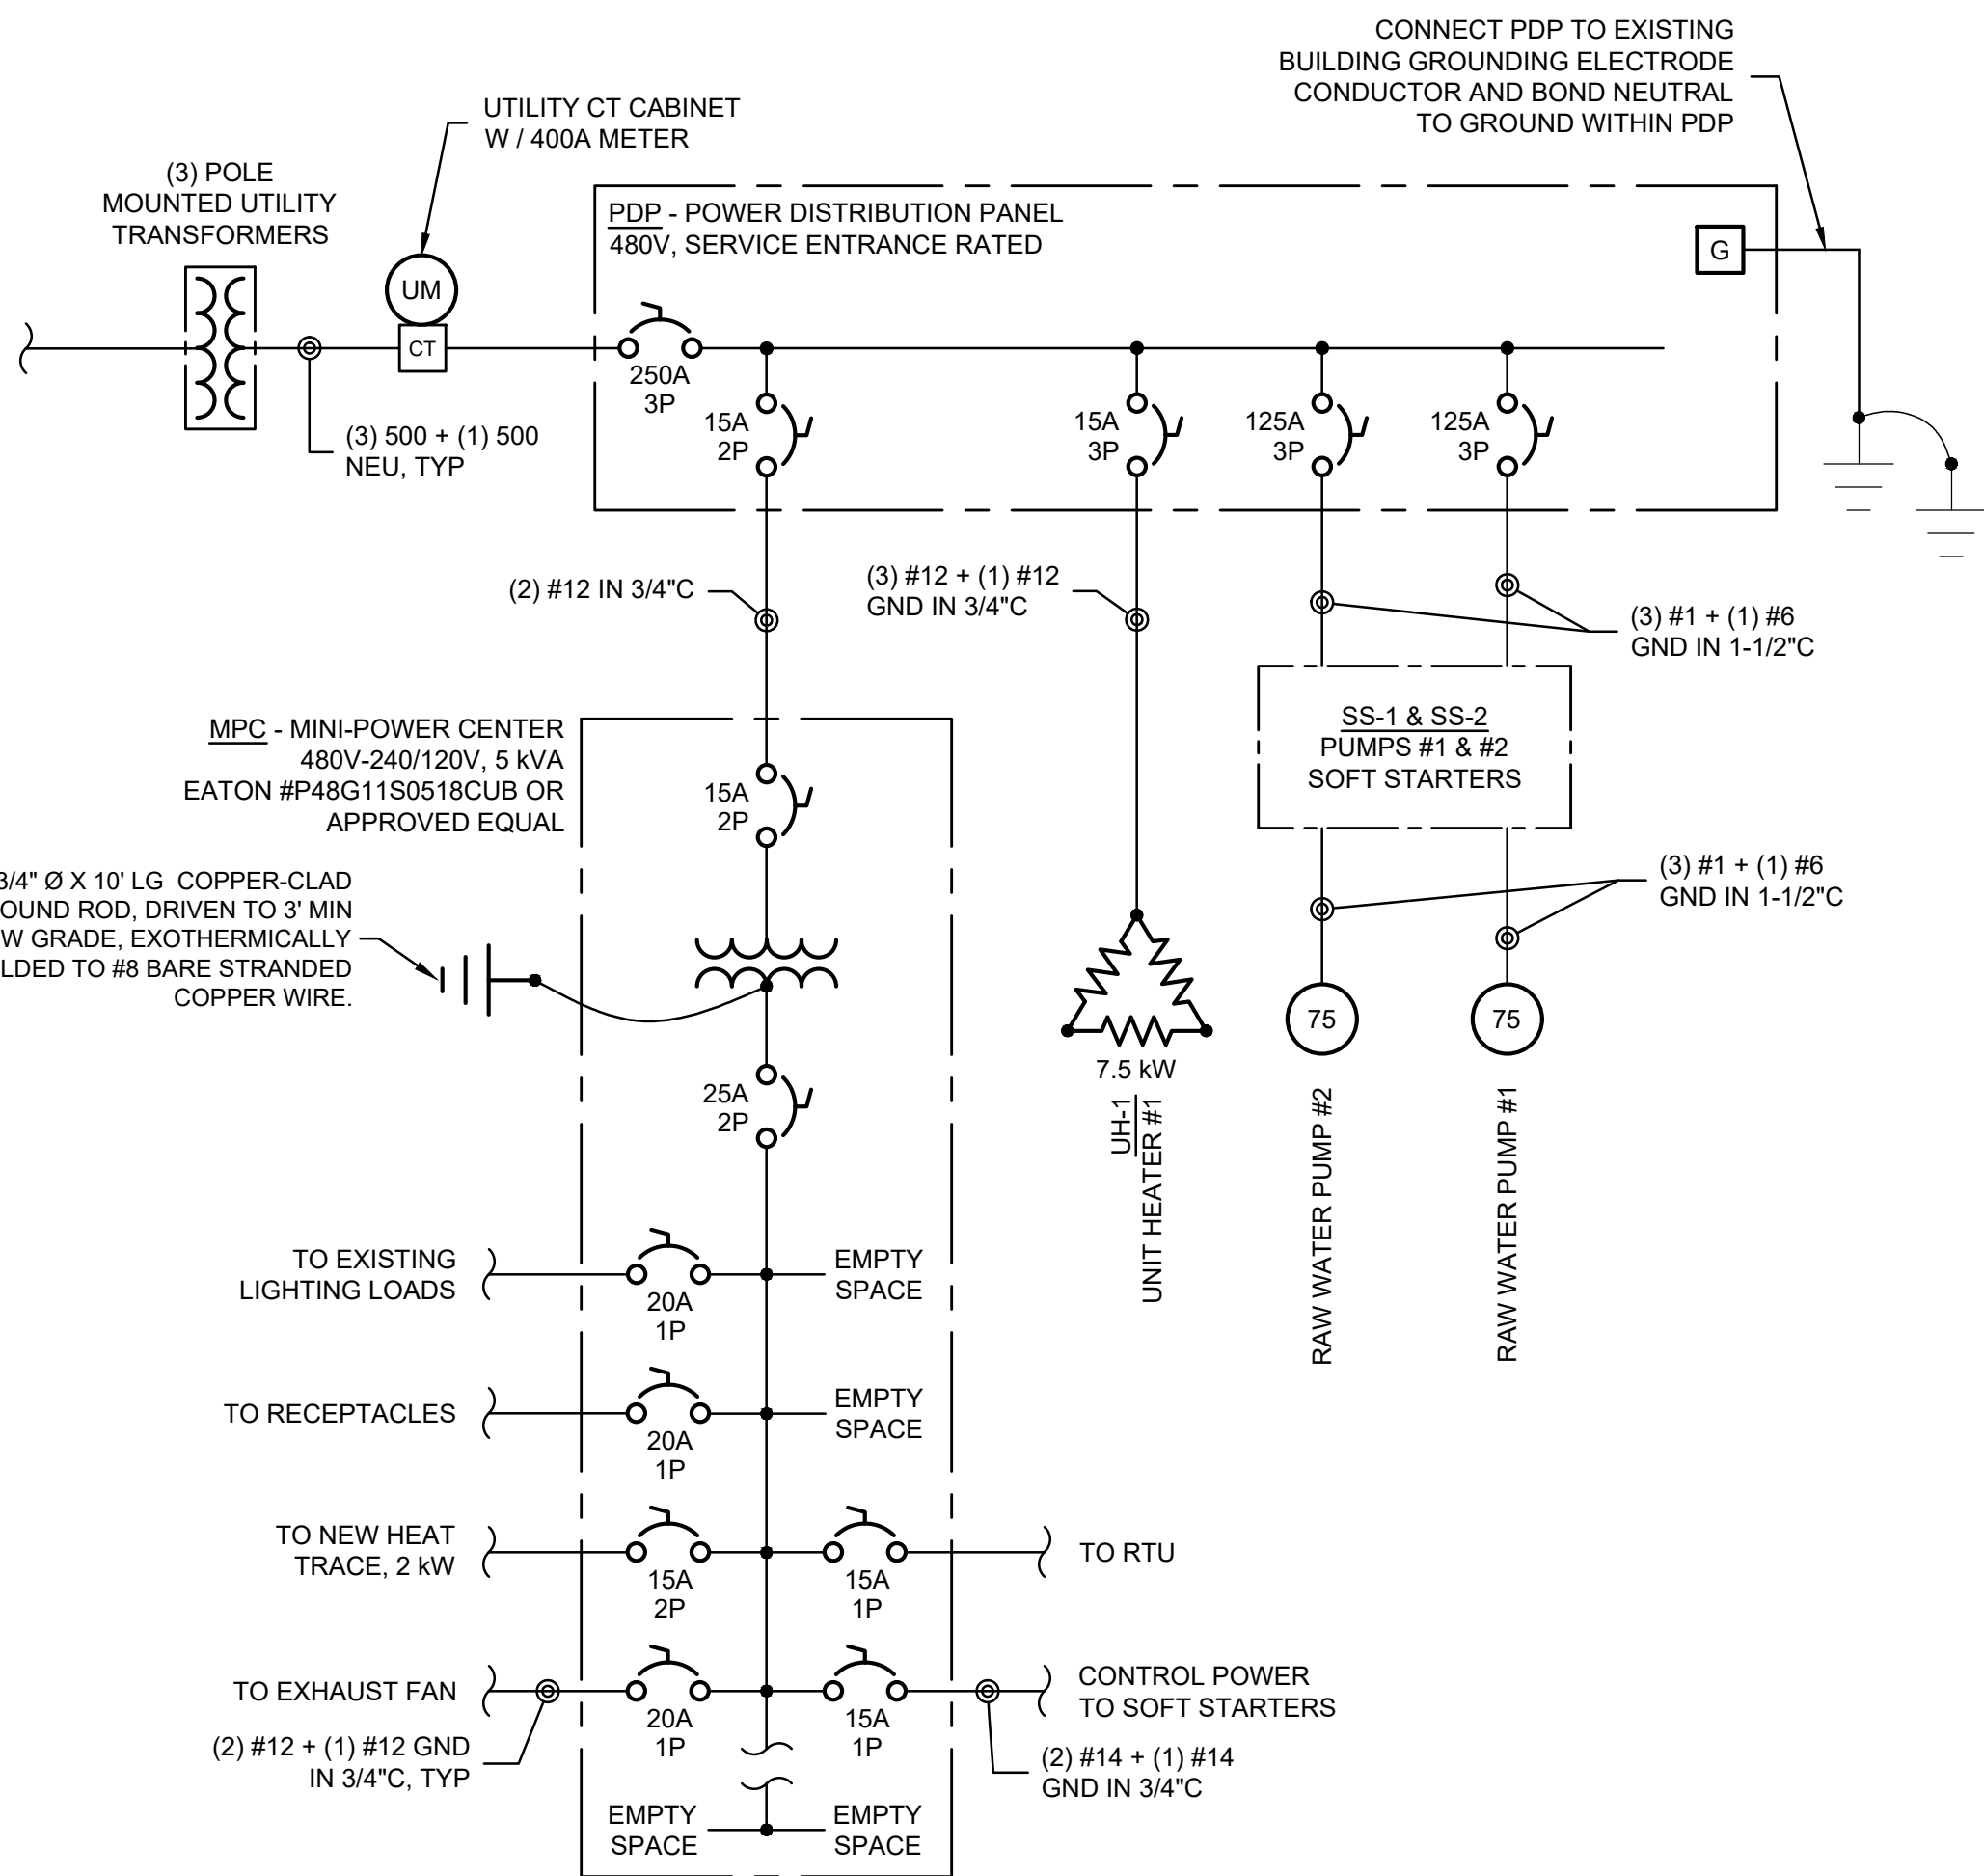 CONNECT PDP TO EXISTING
BUILDING GROUNDING ELECTRODE
CONDUCTOR AND BOND NEUTRAL
TO GROUND WITHIN PDP
UTILITY CT CABINET
W / 400A METER
(3) POLE
MOUNTED UTILITY
TRANSFORMERS
PDP - POWER DISTRIBUTION PANEL
480V, SERVICE ENTRANCE RATED
G
UM
CT
250A
3P
15A
2P
15A
3P
125A
3P
125A
3P
(3) 500 + (1) 500
NEU, TYP
(2) #12 IN 3/4"C
(3) #12 + (1) #12
GND IN 3/4"C
(3) #1 + (1) #6
GND IN 1-1/2"C
MPC - MINI-POWER CENTER
480V-240/120V, 5 kVA
EATON #P48G11S0518CUB OR
APPROVED EQUAL
15A
2P
SS-1 & SS-2
PUMPS #1 & #2
SOFT STARTERS
3/4" Ø X 10' LG COPPER-CLAD
OUND ROD, DRIVEN TO 3' MIN
W GRADE, EXOTHERMICALLY
LDED TO #8 BARE STRANDED
COPPER WIRE.
(3) #1 + (1) #6
GND IN 1-1/2"C
75
75
7.5 kW
UH-1
UNIT HEATER #1
RAW WATER PUMP #2
RAW WATER PUMP #1
25A
2P
TO EXISTING
LIGHTING LOADS
20A
1P
EMPTY
SPACE
TO RECEPTACLES
20A
1P
EMPTY
SPACE
TO NEW HEAT
TRACE, 2 kW
15A
2P
15A
1P
TO RTU
TO EXHAUST FAN
20A
1P
15A
1P
CONTROL POWER
TO SOFT STARTERS
(2) #12 + (1) #12 GND
IN 3/4"C, TYP
(2) #14 + (1) #14
GND IN 3/4"C
EMPTY
SPACE
EMPTY
SPACE